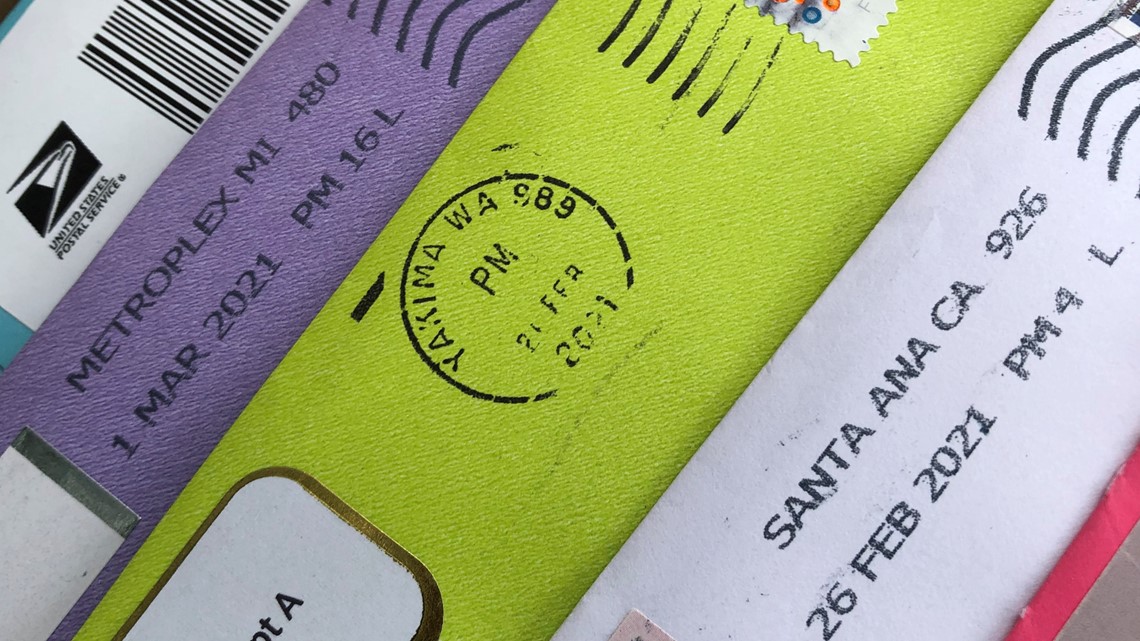 UNITED STATES
POSTAL SERVICE®
METROPLEX MI 480
1 MAR 2021 PM 16 L
YAKIMA WA 989
PM
FEB
2021
SANTA ANA CA 926
26 FEB 2021 PM 4 L
A